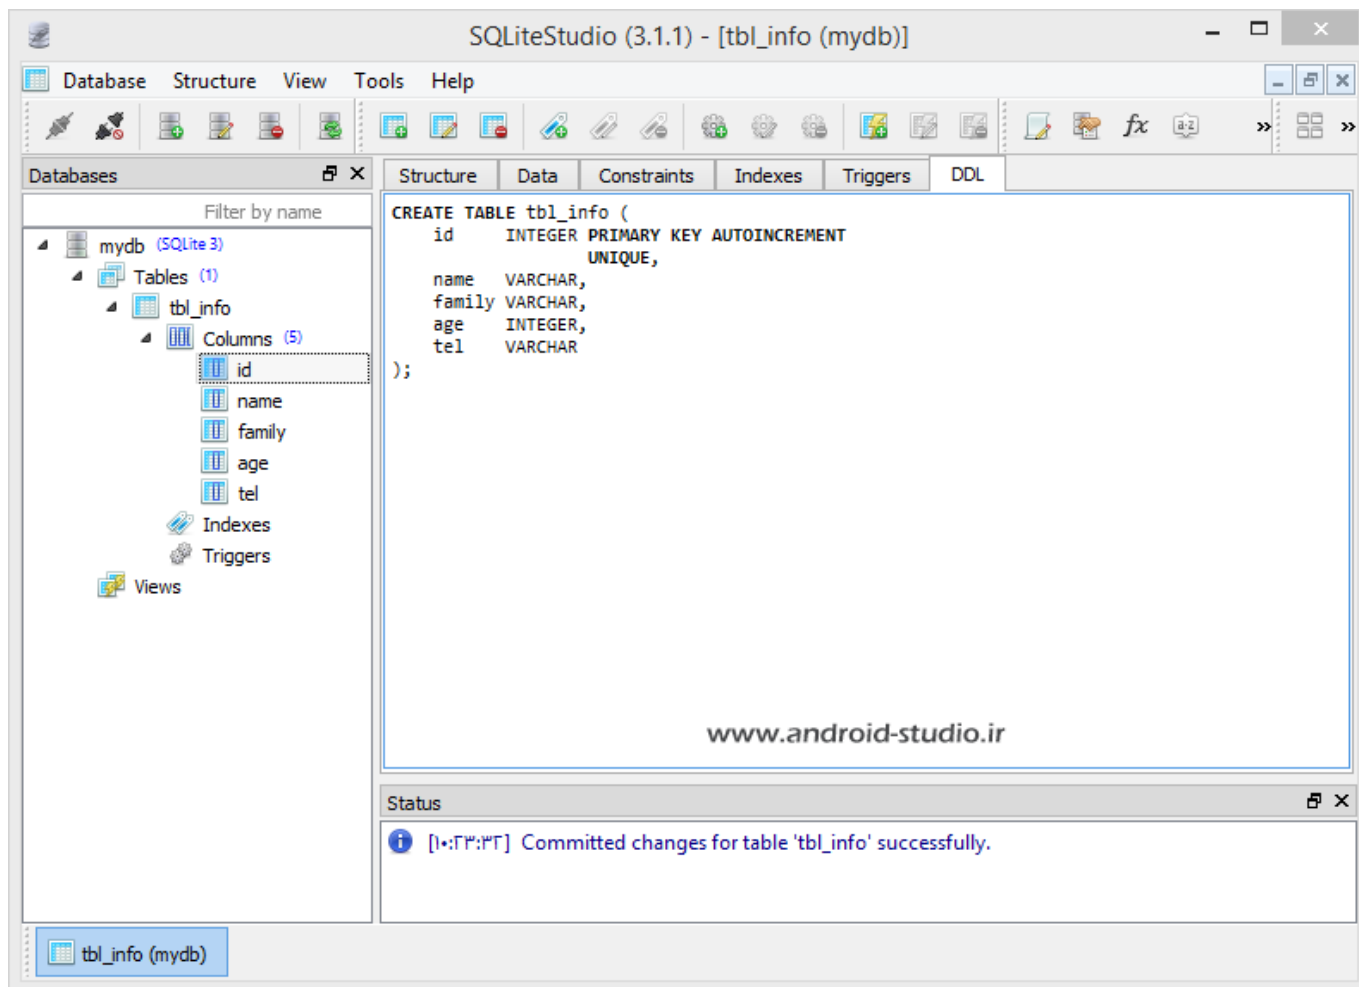 SQLiteStudio (3.1.1) - [tbl_info (mydb)]
Database Structure View Tools Help
fx a-z » »
Databases
Filter by name
mydb (SQLite 3)
Tables (1)
tbl_info
Columns (5)
id
name
family
age
tel
Indexes
Triggers
Views
Structure Data Constraints Indexes Triggers DDL
CREATE TABLE tbl_info (
    id     INTEGER PRIMARY KEY AUTOINCREMENT
                   UNIQUE,
    name   VARCHAR,
    family VARCHAR,
    age    INTEGER,
    tel    VARCHAR
);
www.android-studio.ir
Status
[۱۰:۲۳:۳۲] Committed changes for table 'tbl_info' successfully.
tbl_info (mydb)